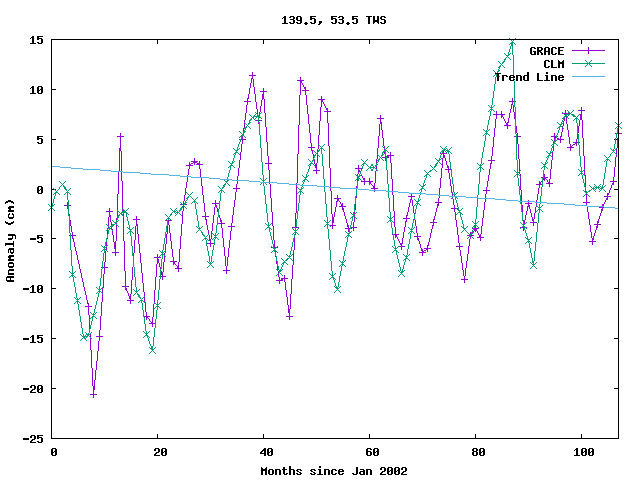 139.5, 53.5 TWS
GRACE
CLM
Trend Line
15
10
5
0
-5
-10
-15
-20
-25
Anomaly (cm)
0 20 40 60 80 100
Months since Jan 2002